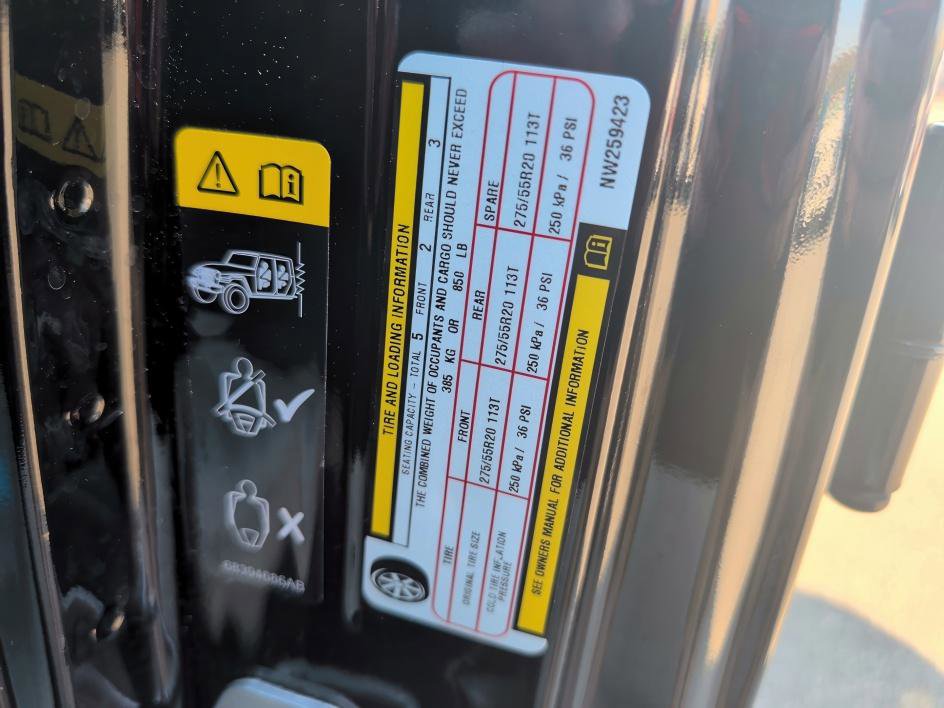 TIRE AND LOADING INFORMATION
SEATING CAPACITY - TOTAL 5 FRONT 2 REAR 3
THE COMBINED WEIGHT OF OCCUPANTS AND CARGO SHOULD NEVER EXCEED
385 KG OR 850 LB
TIRE FRONT REAR SPARE
ORIGINAL TIRE SIZE 275/55R20 113T 275/55R20 113T 275/55R20 113T
COLD TIRE INFLATION PRESSURE 250 kPa / 36 PSI 250 kPa / 36 PSI 250 kPa / 36 PSI
SEE OWNERS MANUAL FOR ADDITIONAL INFORMATION
NW259423
68304686AB